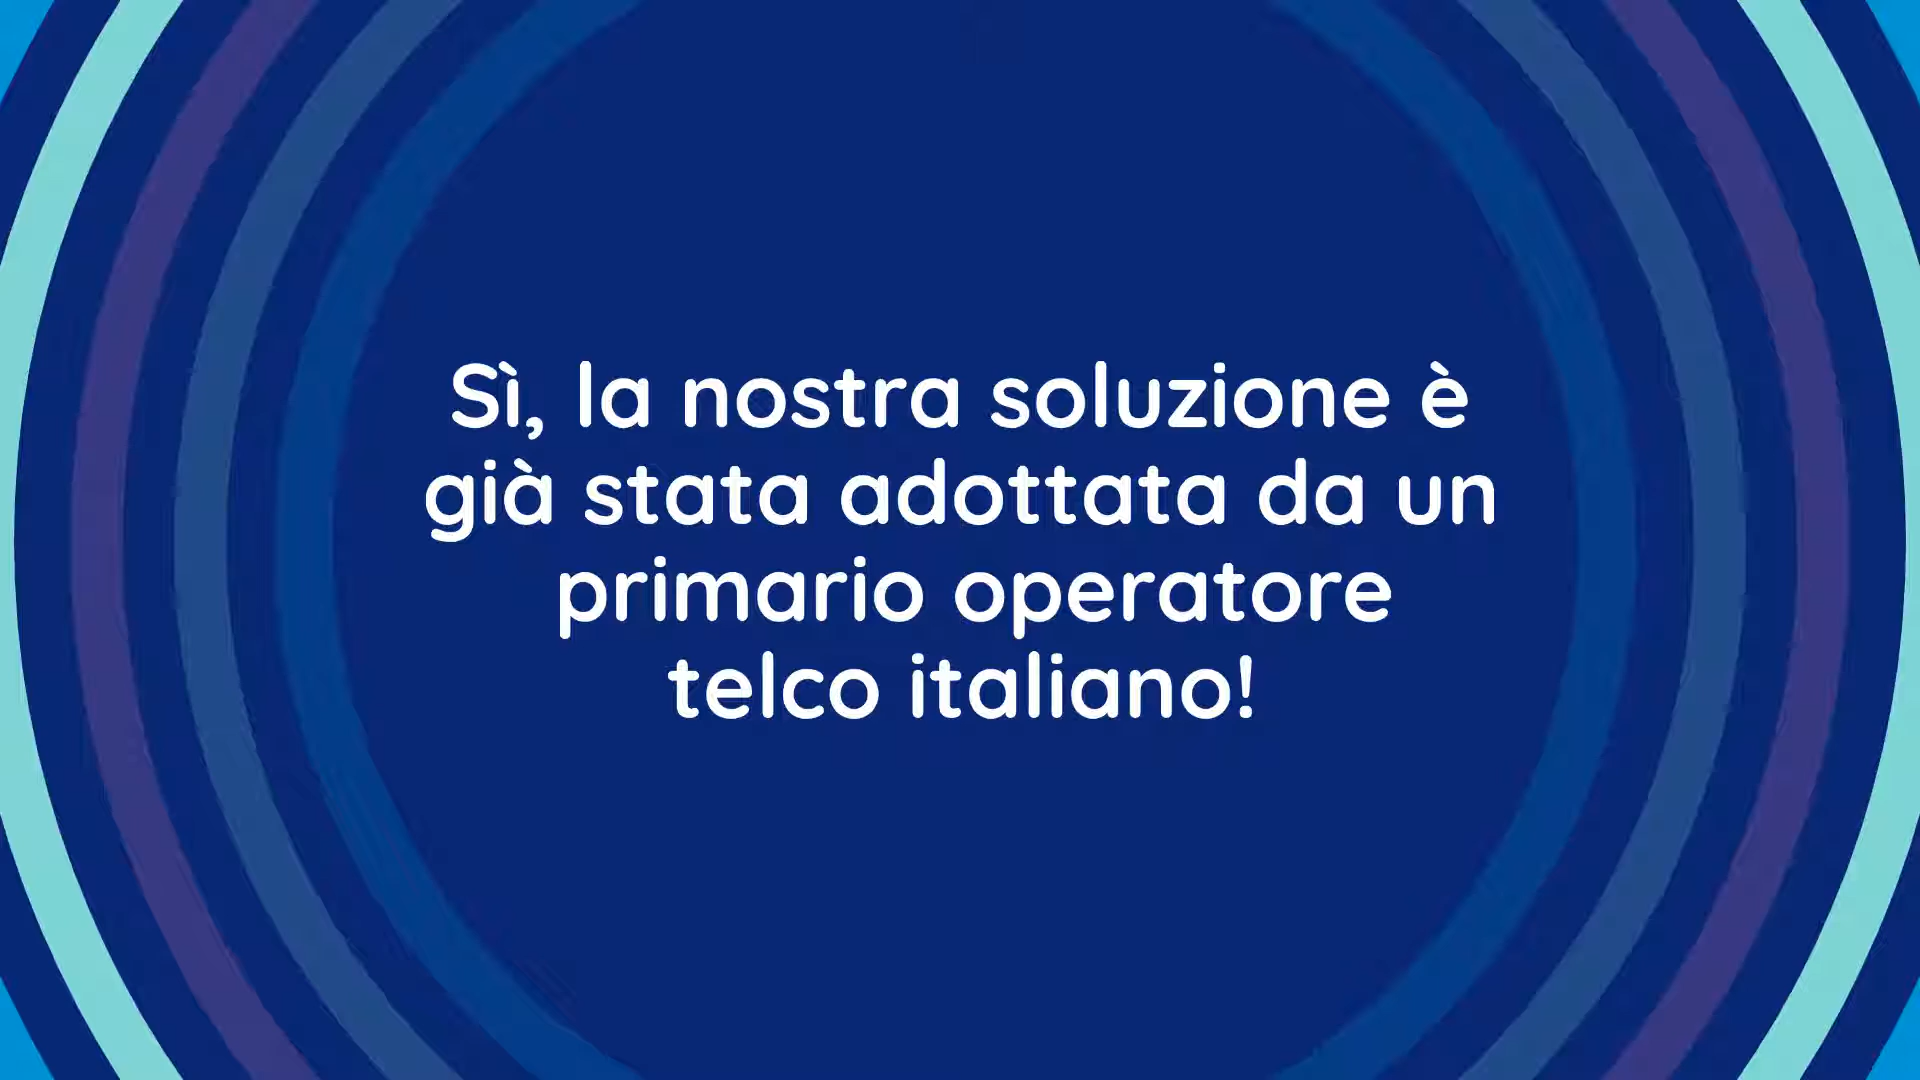 Sì, la nostra soluzione è
già stata adottata da un
primario operatore
telco italiano!